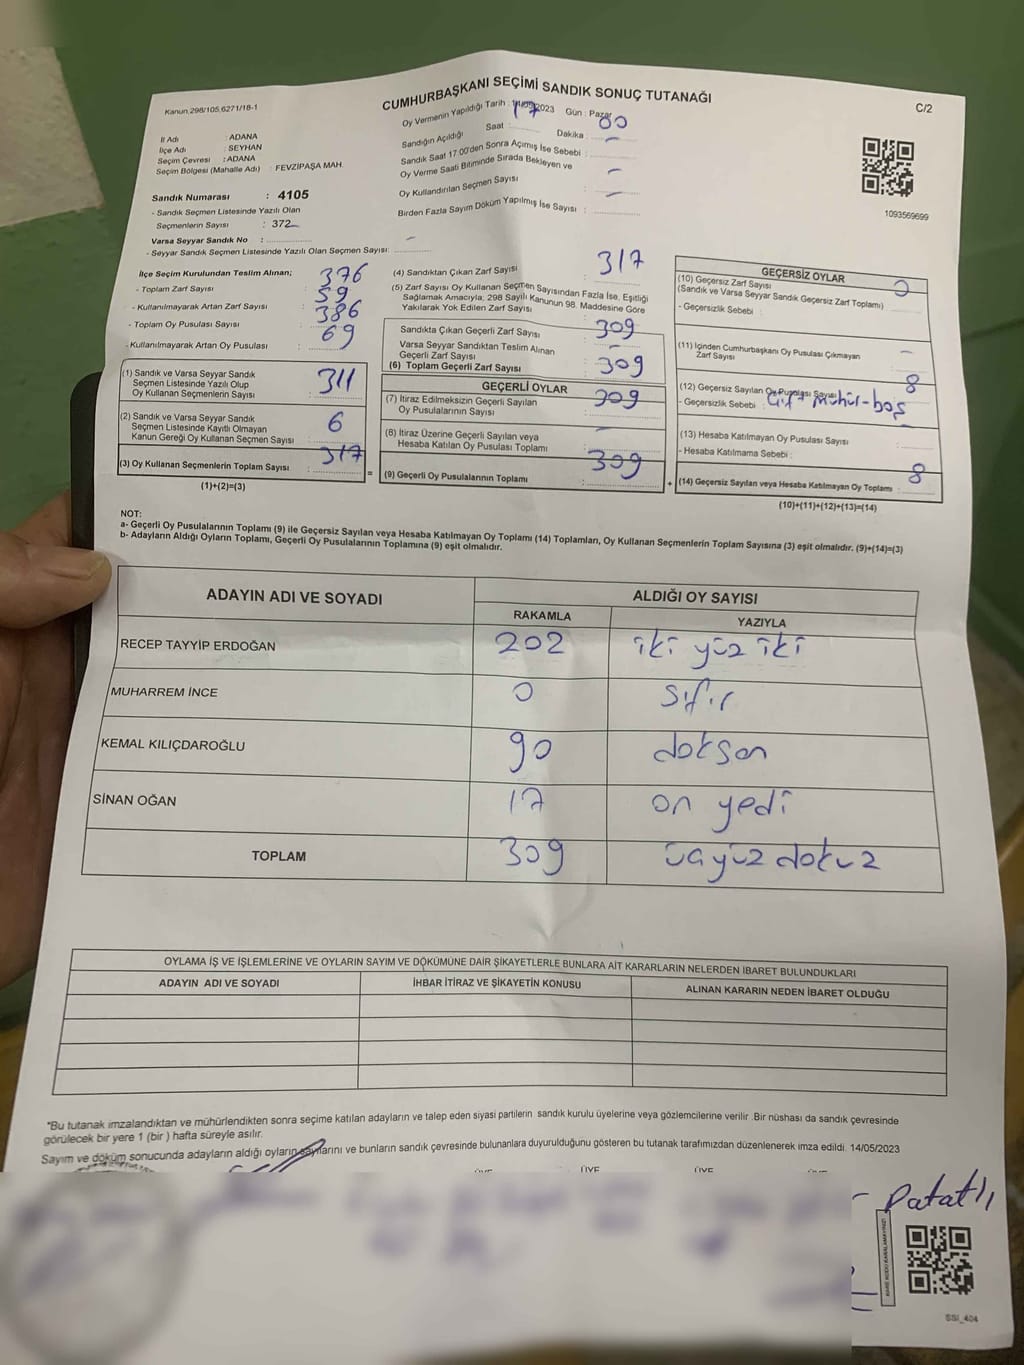 Kanun 298/105,6271/18-1
CUMHURBAŞKANI SEÇİMİ SANDIK SONUÇ TUTANAĞI
C/2
Oy Vermenin Yapıldığı Tarih : 14/05/2023 Gün : Pazar
Sandığın Açıldığı Saat : 17 Dakika : 00
Sandık Saat 17.00'den Sonra Açılmış İse Sebebi : -
Oy Verme Saati Bitiminde Sırada Bekleyen ve
Oy Kullandırılan Seçmen Sayısı : -
Birden Fazla Sayım Döküm Yapılmış İse Sayısı : -
1093569699
İl Adı : ADANA
İlçe Adı : SEYHAN
Seçim Çevresi : ADANA
Seçim Bölgesi (Mahalle Adı) : FEVZİPAŞA MAH.
Sandık Numarası : 4105
- Sandık Seçmen Listesinde Yazılı Olan
Seçmenlerin Sayısı : 372
Varsa Seyyar Sandık No :
- Seyyar Sandık Seçmen Listesinde Yazılı Olan Seçmen Sayısı: -
İlçe Seçim Kurulundan Teslim Alınan;
- Toplam Zarf Sayısı : 376
- Kullanılmayarak Artan Zarf Sayısı : 59
- Toplam Oy Pusulası Sayısı : 386
- Kullanılmayarak Artan Oy Pusulası : 69
(1) Sandık ve Varsa Seyyar Sandık
Seçmen Listesinde Yazılı Olup
Oy Kullanan Seçmenlerin Sayısı : 311
(2) Sandık ve Varsa Seyyar Sandık
Seçmen Listesinde Kayıtlı Olmayan
Kanun Gereği Oy Kullanan Seçmen Sayısı : 6
(3) Oy Kullanan Seçmenlerin Toplam Sayısı : 317
(1)+(2)=(3)
(4) Sandıktan Çıkan Zarf Sayısı : 317
(5) Zarf Sayısı Oy Kullanan Seçmen Sayısından Fazla İse, Eşitliği
Sağlamak Amacıyla; 298 Sayılı Kanunun 98. Maddesine Göre
Yakılarak Yok Edilen Zarf Sayısı :
Sandıkta Çıkan Geçerli Zarf Sayısı : 309
Varsa Seyyar Sandıktan Teslim Alınan
Geçerli Zarf Sayısı : -
(6) Toplam Geçerli Zarf Sayısı : 309
=
GEÇERLİ OYLAR
(7) İtiraz Edilmeksizin Geçerli Sayılan
Oy Pusulalarının Sayısı : 309
(8) İtiraz Üzerine Geçerli Sayılan veya
Hesaba Katılan Oy Pusulası Toplamı : -
(9) Geçerli Oy Pusulalarının Toplamı : 309
+
GEÇERSİZ OYLAR
(10) Geçersiz Zarf Sayısı
(Sandık ve Varsa Seyyar Sandık Geçersiz Zarf Toplamı) : 0
- Geçersizlik Sebebi :
(11) İçinden Cumhurbaşkanı Oy Pusulası Çıkmayan
Zarf Sayısı : -
(12) Geçersiz Sayılan Oy Pusulası Sayısı : 8
- Geçersizlik Sebebi : çift mühür-boş
(13) Hesaba Katılmayan Oy Pusulası Sayısı :
- Hesaba Katılmama Sebebi :
(14) Geçersiz Sayılan veya Hesaba Katılmayan Oy Toplamı : 8
(10)+(11)+(12)+(13)=(14)
NOT:
a- Geçerli Oy Pusulalarının Toplamı (9) ile Geçersiz Sayılan veya Hesaba Katılmayan Oy Toplamı (14) Toplamları, Oy Kullanan Seçmenlerin Toplam Sayısına (3) eşit olmalıdır. (9)+(14)=(3)
b- Adayların Aldığı Oyların Toplamı, Geçerli Oy Pusulalarının Toplamına (9) eşit olmalıdır.
ADAYIN ADI VE SOYADI ALDIĞI OY SAYISI
RAKAMLA YAZIYLA
RECEP TAYYİP ERDOĞAN 202 iki yüz iki
MUHARREM İNCE 0 sıfır
KEMAL KILIÇDAROĞLU 90 doksan
SİNAN OĞAN 17 on yedi
TOPLAM 309 üçyüz dokuz
OYLAMA İŞ VE İŞLEMLERİNE VE OYLARIN SAYIM VE DÖKÜMÜNE DAİR ŞİKAYETLERLE BUNLARA AİT KARARLARIN NELERDEN İBARET BULUNDUKLARI
ADAYIN ADI VE SOYADI İHBAR İTİRAZ VE ŞİKAYETİN KONUSU ALINAN KARARIN NEDEN İBARET OLDUĞU
*Bu tutanak imzalandıktan ve mühürlendikten sonra seçime katılan adayların ve talep eden siyasi partilerin sandık kurulu üyelerine veya gözlemcilerine verilir .Bir nüshası da sandık çevresinde
görülecek bir yere 1 (bir ) hafta süreyle asılır.
Sayım ve döküm sonucunda adayların aldığı oyların sayılarını ve bunların sandık çevresinde bulunanlara duyurulduğunu gösteren bu tutanak tarafımızdan düzenlenerek imza edildi. 14/05/2023
ÜYE ÜYE ÜYE ÜYE
Patatlı
SSI_404